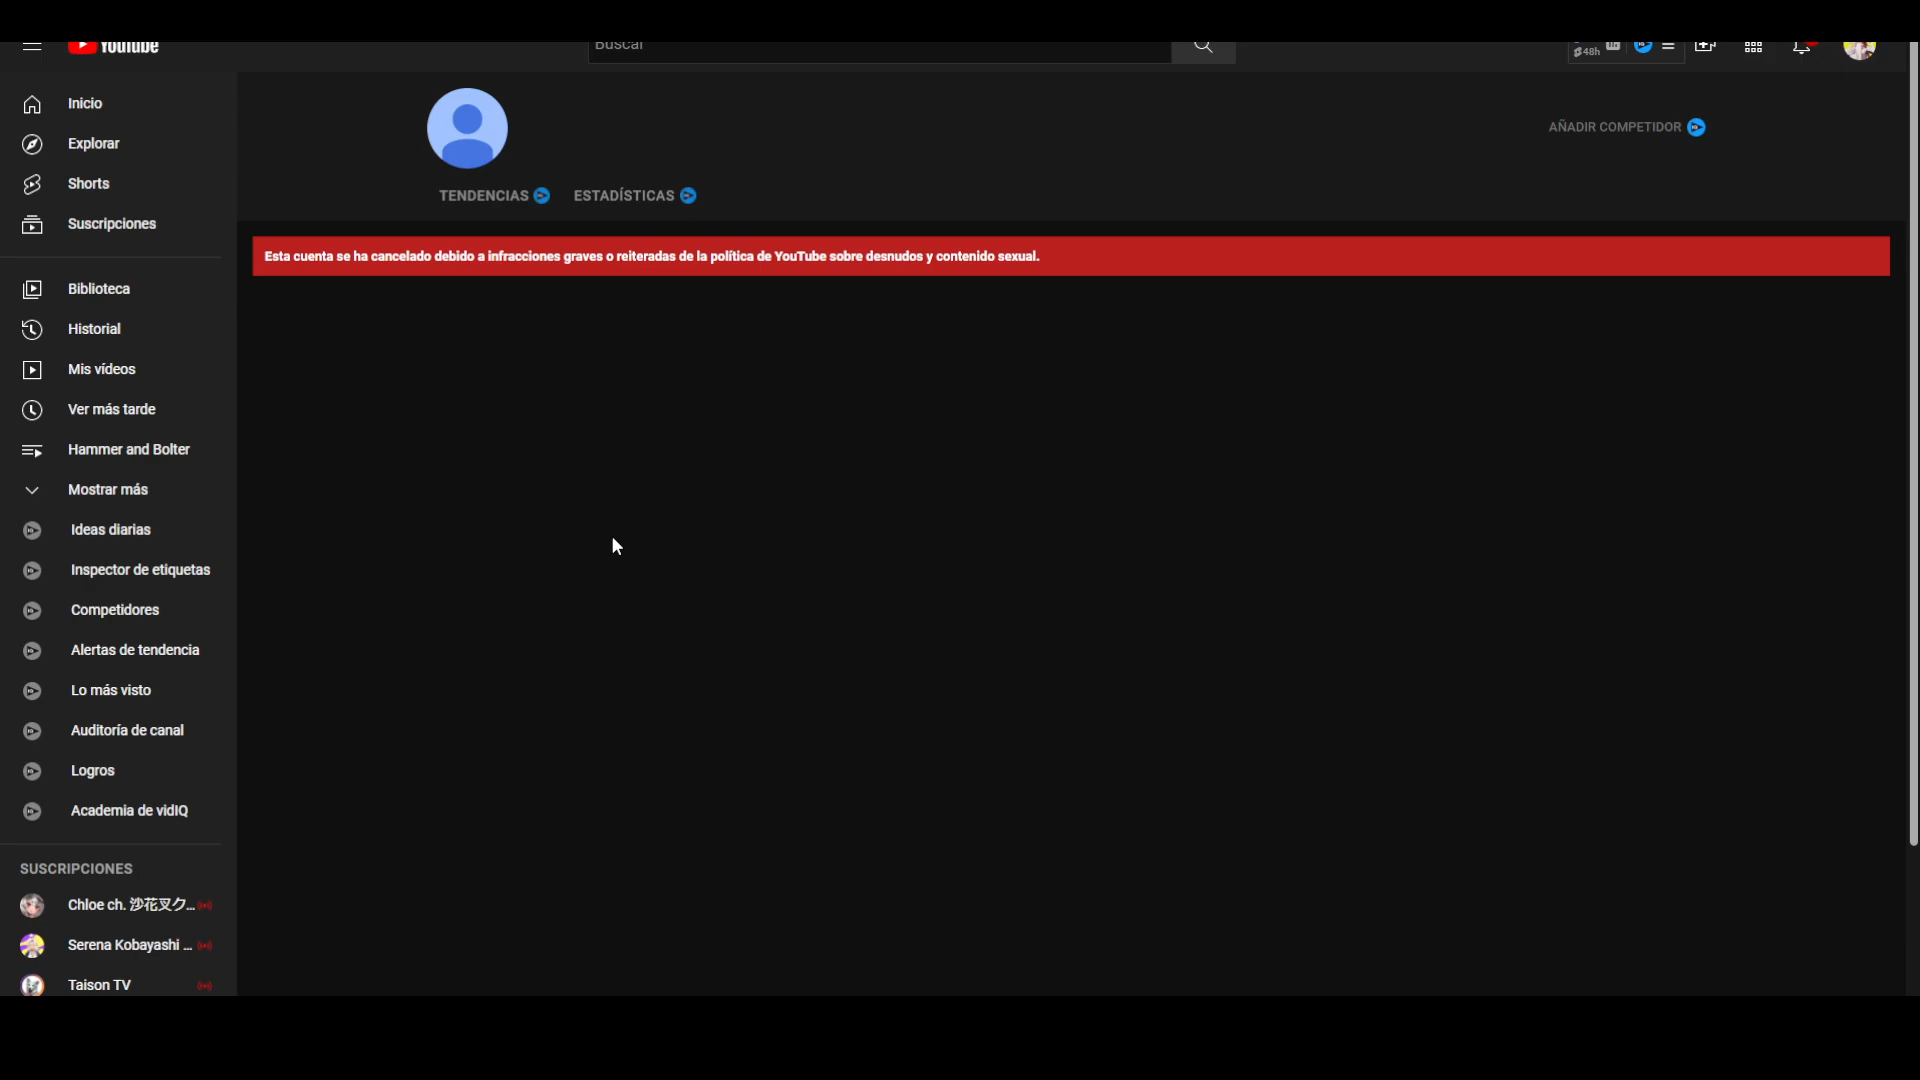 YouTube
Buscar
48h
Inicio
Explorar
Shorts
Suscripciones
Biblioteca
Historial
Mis vídeos
Ver más tarde
Hammer and Bolter
Mostrar más
Ideas diarias
Inspector de etiquetas
Competidores
Alertas de tendencia
Lo más visto
Auditoría de canal
Logros
Academia de vidIQ
SUSCRIPCIONES
Chloe ch. 沙花叉ク...
Serena Kobayashi ...
Taison TV
AÑADIR COMPETIDOR
TENDENCIAS
ESTADÍSTICAS
Esta cuenta se ha cancelado debido a infracciones graves o reiteradas de la política de YouTube sobre desnudos y contenido sexual.